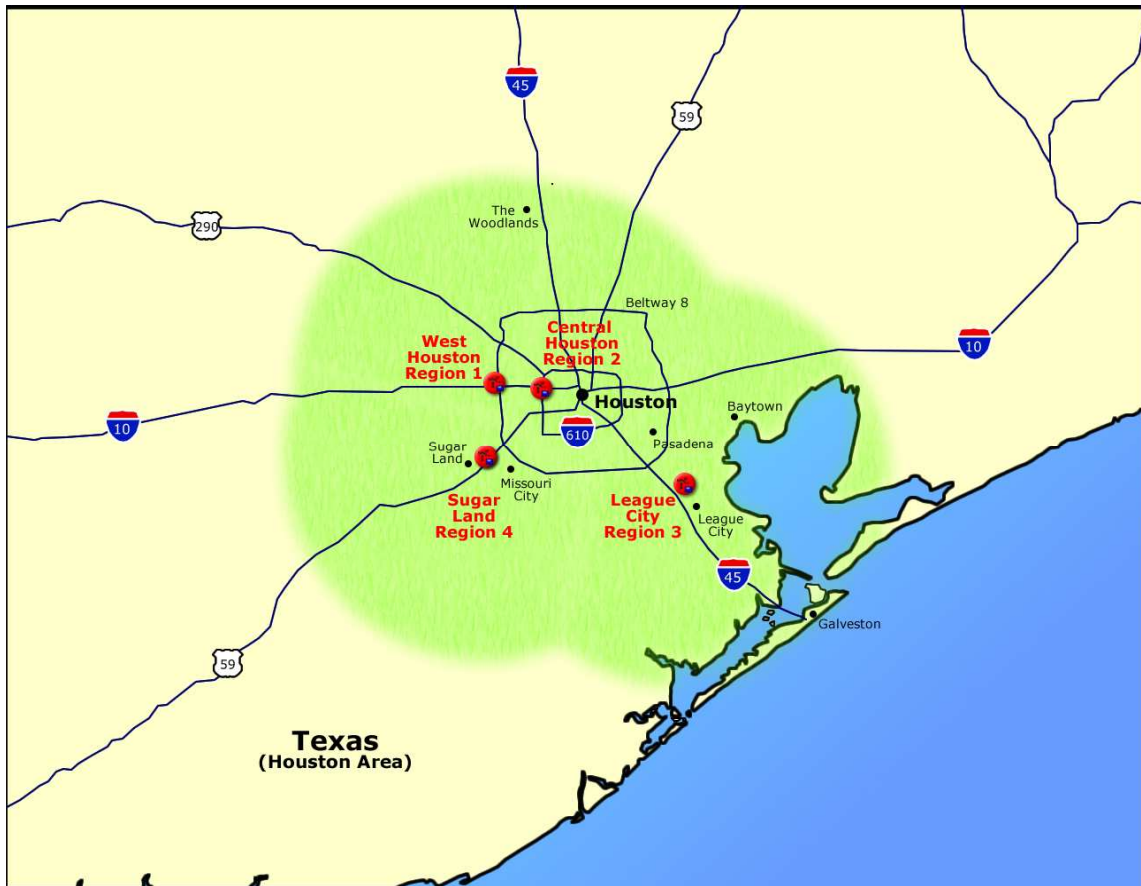 45
59
The
Woodlands
290
Beltway 8
West
Houston
Region 1
Central
Houston
Region 2
10
Houston
Baytown
10
610
Pasadena
Sugar
Land
Missouri
City
Sugar
Land
Region 4
League
City
Region 3
League
City
45
Galveston
59
Texas
(Houston Area)